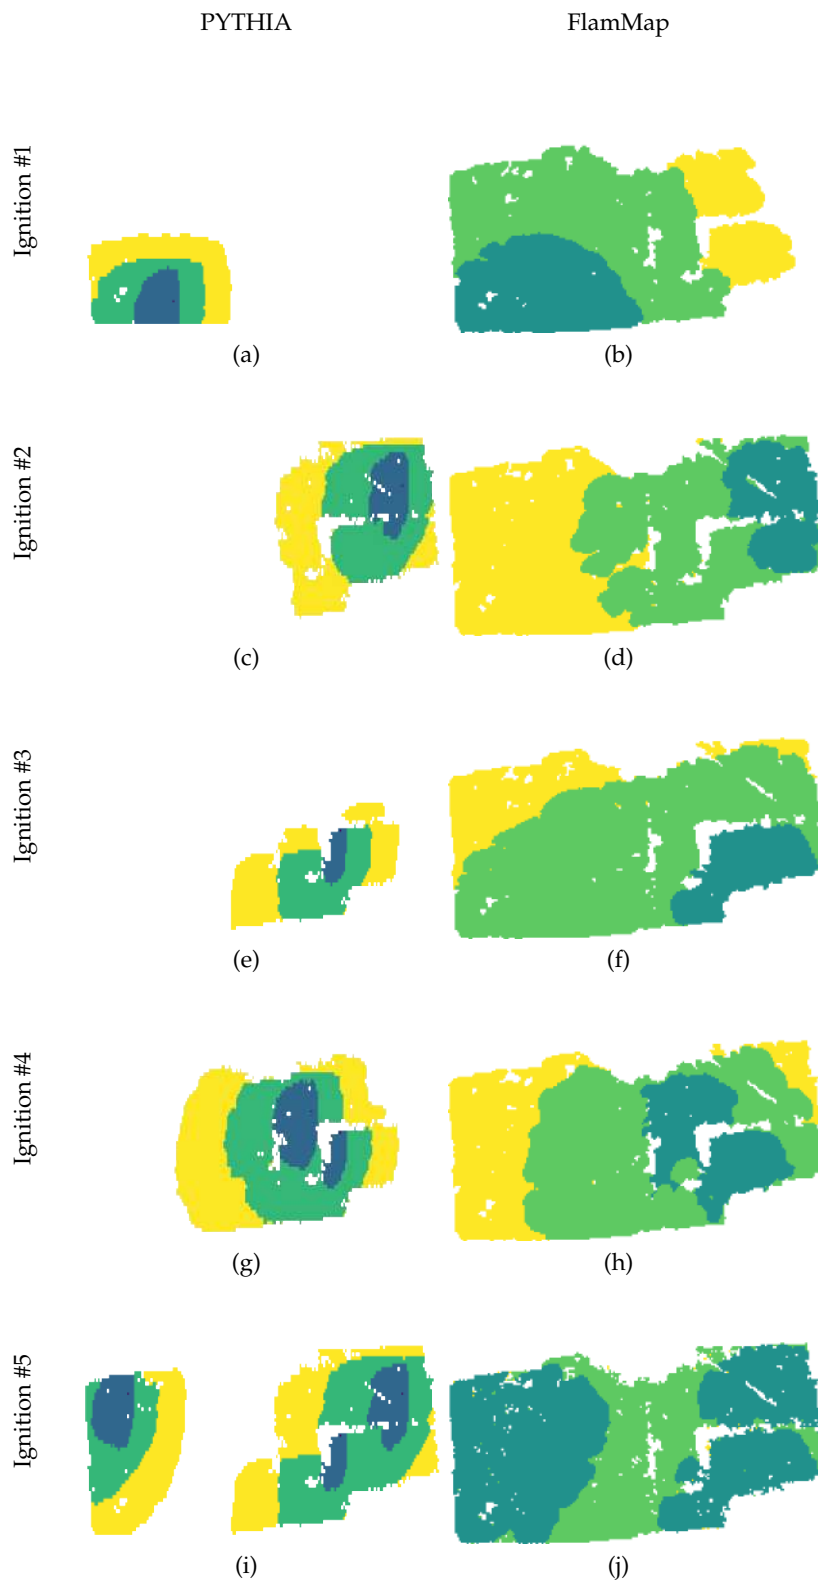 PYTHIA FlamMap
Ignition #1
(a) (b)
Ignition #2
(c) (d)
Ignition #3
(e) (f)
Ignition #4
(g) (h)
Ignition #5
(i) (j)